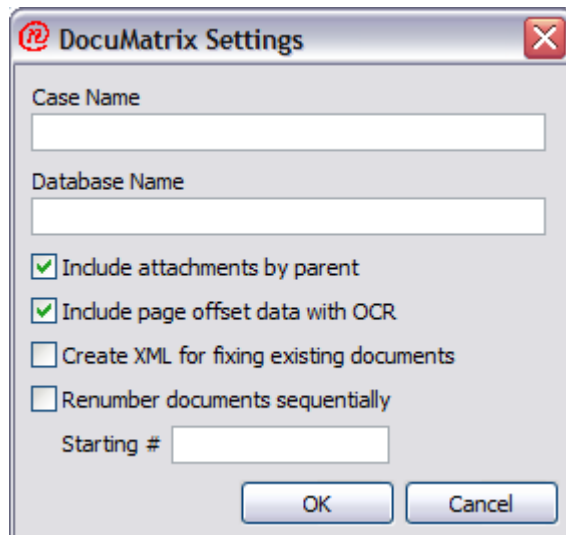 DocuMatrix Settings
Case Name
Database Name
Include attachments by parent
Include page offset data with OCR
Create XML for fixing existing documents
Renumber documents sequentially
Starting #
OK Cancel